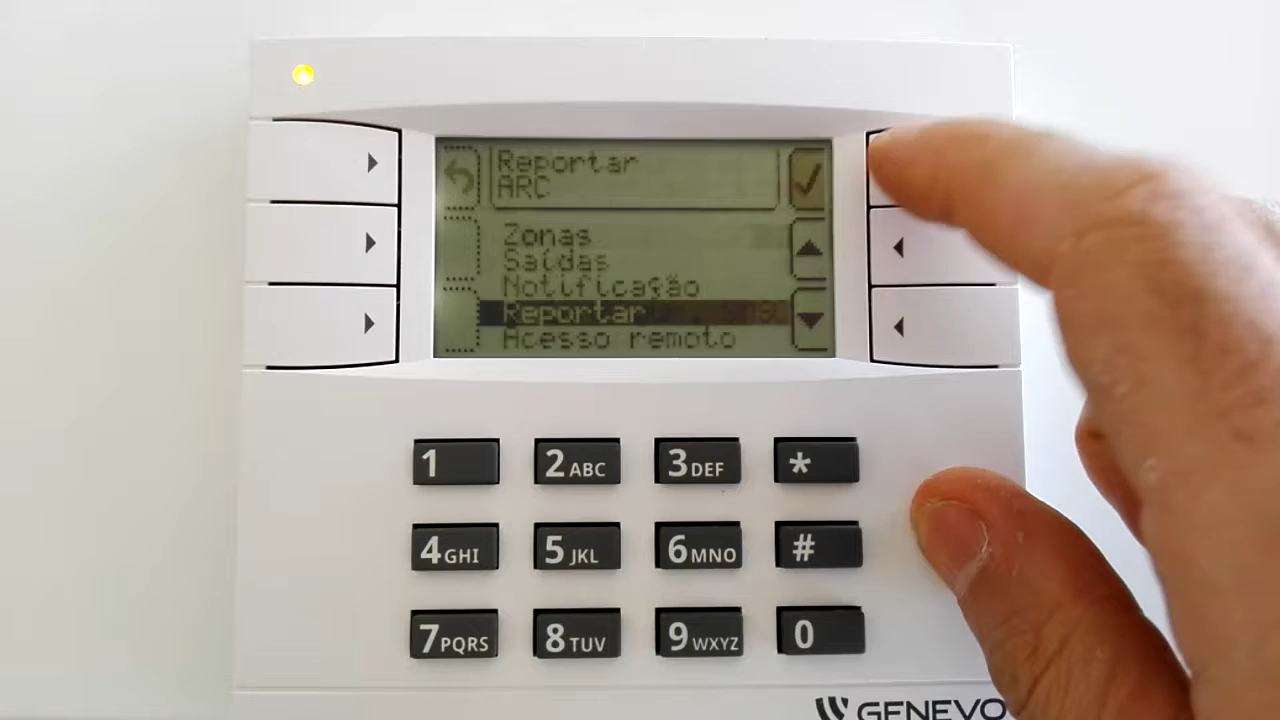 Reportar
ARC
Zonas
Saídas
Notificação
Reportar
Acesso remoto
1
2 ABC
3 DEF
*
4 GHI
5 JKL
6 MNO
#
7 PQRS
8 TUV
9 WXYZ
0
GENEVO